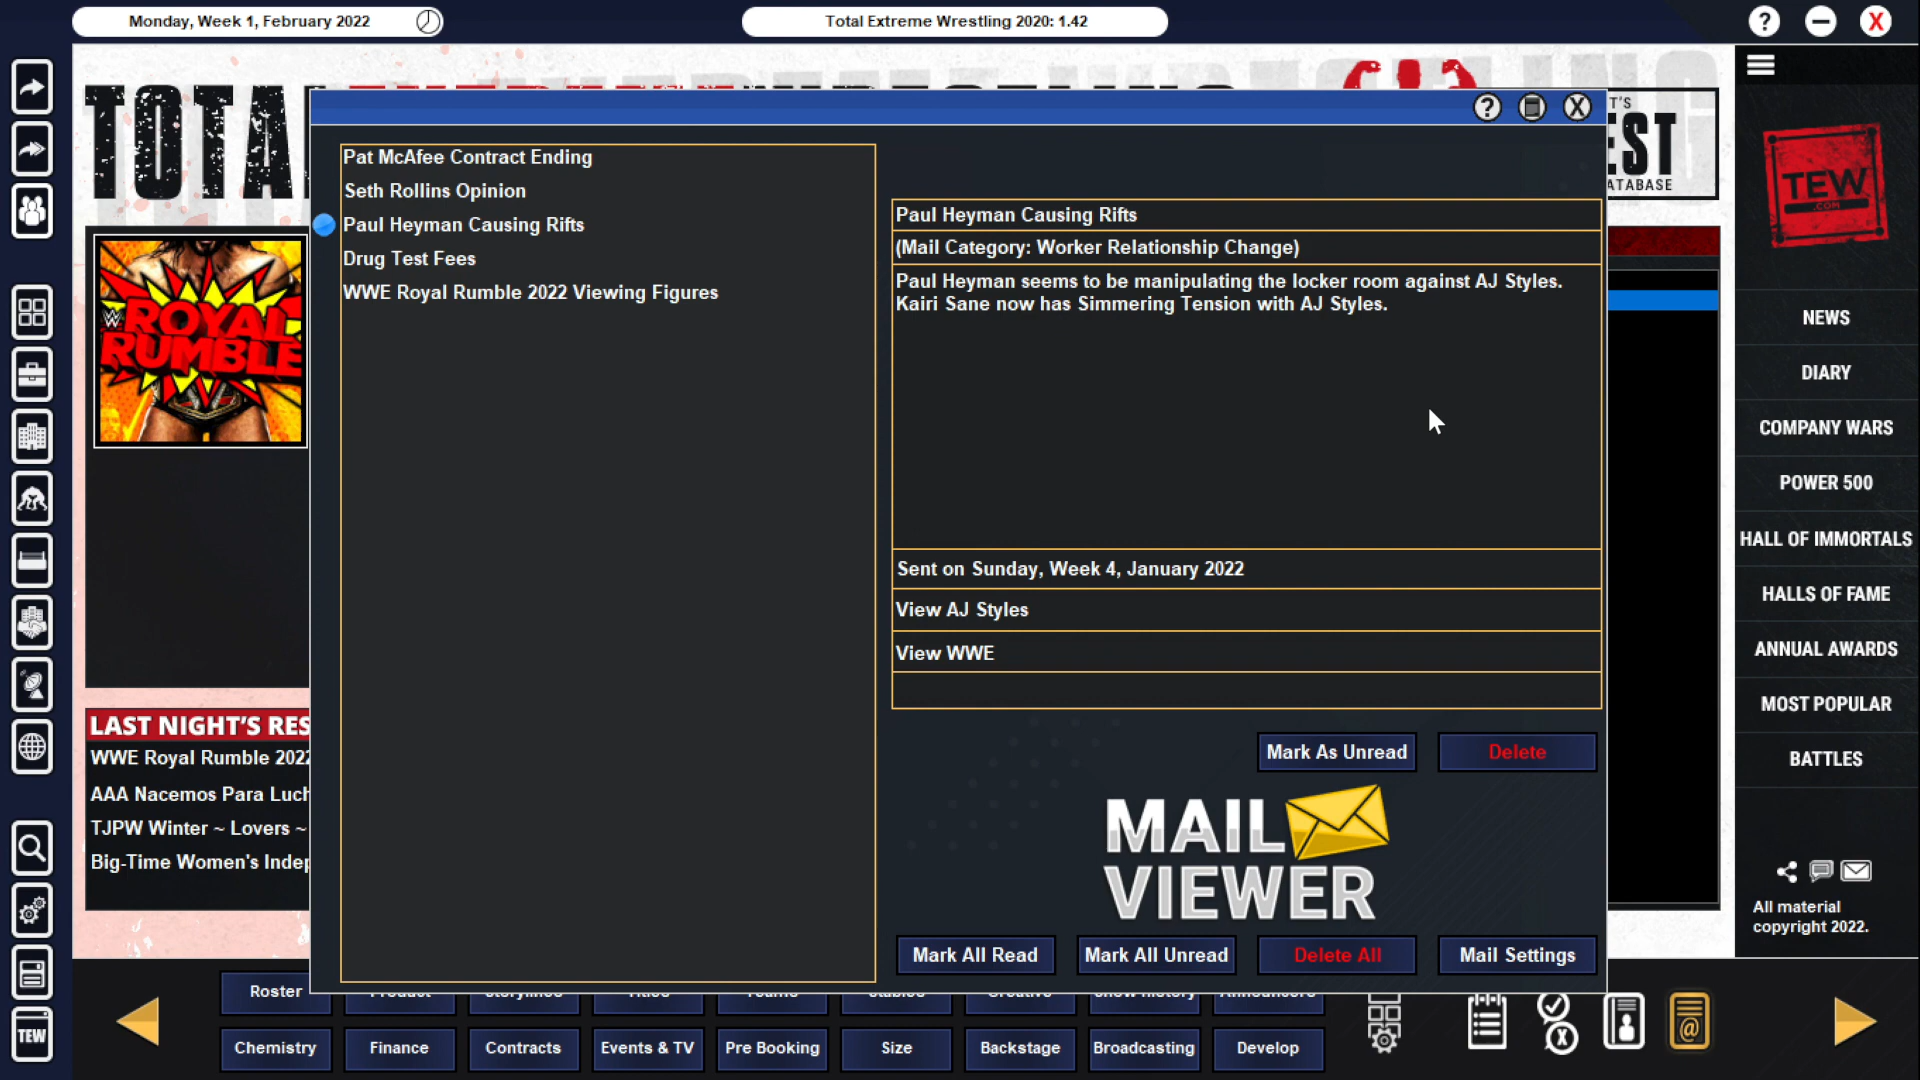 Monday, Week 1, February 2022
Total Extreme Wrestling 2020: 1.42
?
X
TOTA
?
X
T'S
EST
ATABASE
TEW
.COM
Pat McAfee Contract Ending
Seth Rollins Opinion
Paul Heyman Causing Rifts
Drug Test Fees
WWE Royal Rumble 2022 Viewing Figures
Paul Heyman Causing Rifts
(Mail Category: Worker Relationship Change)
Paul Heyman seems to be manipulating the locker room against AJ Styles.
Kairi Sane now has Simmering Tension with AJ Styles.
Sent on Sunday, Week 4, January 2022
View AJ Styles
View WWE
Mark As Unread
Delete
MAIL
VIEWER
Mark All Read
Mark All Unread
Delete All
Mail Settings
ROYAL
RUMBLE
LAST NIGHT'S RES
WWE Royal Rumble 2022
AAA Nacemos Para Luch
TJPW Winter ~ Lovers ~
Big-Time Women's Indep
NEWS
DIARY
COMPANY WARS
POWER 500
HALL OF IMMORTALS
HALLS OF FAME
ANNUAL AWARDS
MOST POPULAR
BATTLES
All material
copyright 2022.
TEW
Roster
Chemistry
Finance
Contracts
Events & TV
Pre Booking
Size
Backstage
Broadcasting
Develop